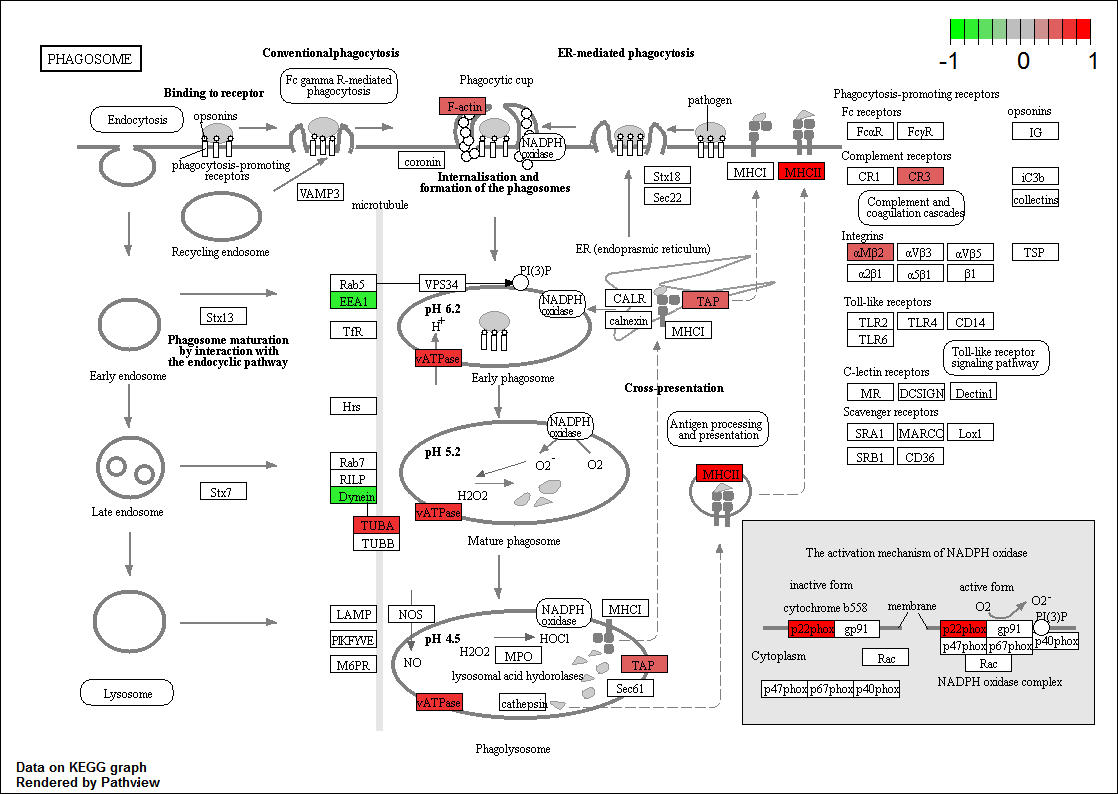 PHAGOSOME
-1 0 1
Conventionalphagocytosis
ER-mediated phagocytosis
Fc gamma R-mediated
phagocytosis
Phagocytic cup
Binding to receptor
F-actin
pathogen
Phagocytosis-promoting receptors
Fc receptors
opsonins
Endocytosis
opsonins
FcαR
FcγR
IG
NADPH
oxidase
coronin
phagocytosis-promoting
receptors
Complement receptors
MHCI
MHCII
CR1
CR3
iC3b
Internalisation and
formation of the phagosomes
Stx18
Sec22
VAMP3
collectins
microtubule
Complement and
coagulation cascades
Recycling endosome
ER (endoprasmic reticulum)
Integrins
αMβ2
αVβ3
αVβ5
TSP
α2β1
α5β1
β1
PI(3)P
Rab5
EEA1
VPS34
NADPH
oxidase
CALR
TAP
Toll-like receptors
pH 6.2
H+
calnexin
MHCI
TLR2
TLR4
CD14
TLR6
Stx13
TfR
Phagosome maturation
by interaction with
the endocyclic pathway
vATPase
Toll-like receptor
signaling pathway
Early endosome
Early phagosome
C-lectin receptors
Cross-presentation
MR
DCSIGN
Dectin1
Hrs
Scavenger receptors
NADPH
oxidase
Antigen processing
and presentation
SRA1
MARCO
Lox1
SRB1
CD36
pH 5.2
O2-
O2
Rab7
RILP
Dynein
H2O2
MHCII
Stx7
vATPase
Late endosome
TUBA
TUBB
Mature phagosome
The activation mechanism of NADPH oxidase
inactive form
active form
cytochrome b558
membrane
O2
O2-
PI(3)P
LAMP
NOS
NADPH
oxidase
MHCI
p22phox
gp91
p22phox
gp91
p47phox
p67phox
p40phox
PIKFYVE
pH 4.5
HOCl
H2O2
MPO
Cytoplasm
Rac
Rac
M6PR
NO
lysosomal acid hydorolases
TAP
NADPH oxidase complex
p47phox
p67phox
p40phox
Lysosome
vATPase
cathepsin
Sec61
Phagolysosome
Data on KEGG graph
Rendered by Pathview